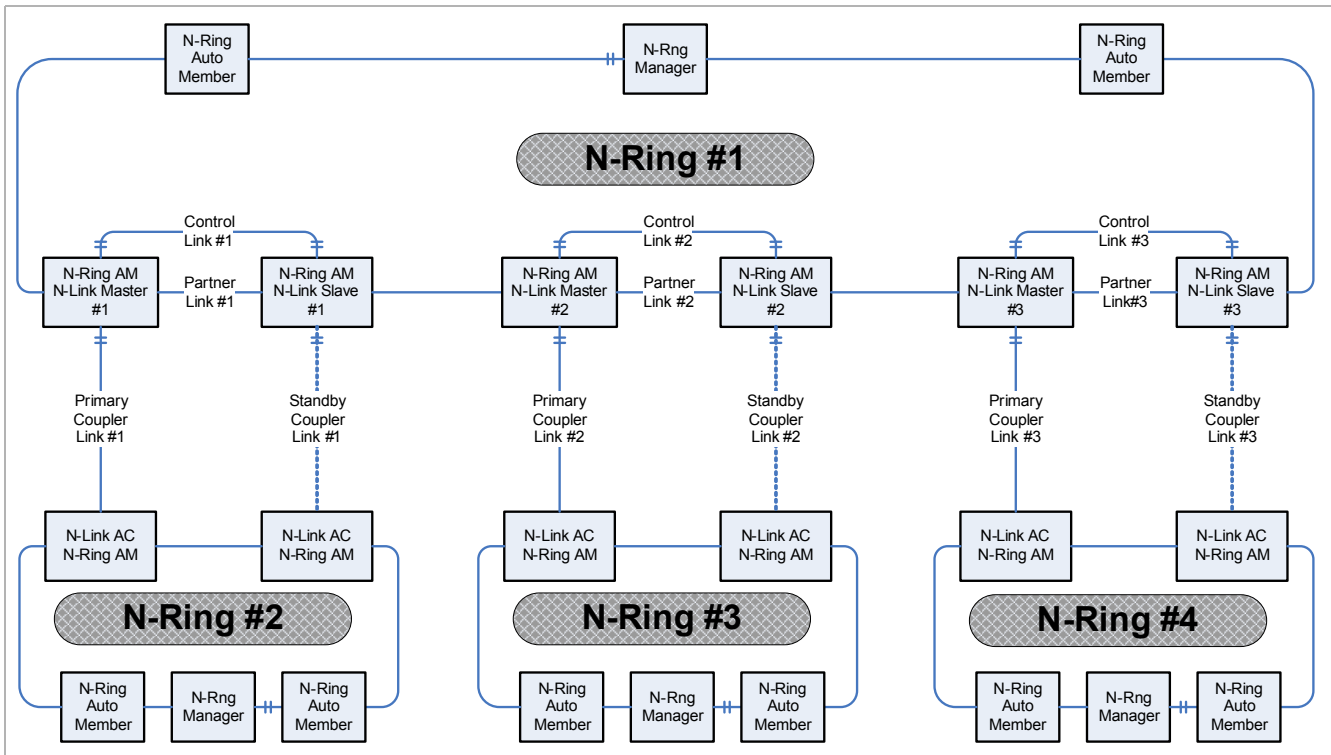 N-Ring
Auto
Member
N-Rng
Manager
N-Ring
Auto
Member
N-Ring #1
Control
Link #1
Control
Link #2
Control
Link #3
N-Ring AM
N-Link Master
#1
Partner
Link #1
N-Ring AM
N-Link Slave
#1
N-Ring AM
N-Link Master
#2
Partner
Link #2
N-Ring AM
N-Link Slave
#2
N-Ring AM
N-Link Master
#3
Partner
Link#3
N-Ring AM
N-Link Slave
#3
Primary
Coupler
Link #1
Standby
Coupler
Link #1
Primary
Coupler
Link #2
Standby
Coupler
Link #2
Primary
Coupler
Link #3
Standby
Coupler
Link #3
N-Link AC
N-Ring AM
N-Link AC
N-Ring AM
N-Link AC
N-Ring AM
N-Link AC
N-Ring AM
N-Link AC
N-Ring AM
N-Link AC
N-Ring AM
N-Ring #2
N-Ring #3
N-Ring #4
N-Ring
Auto
Member
N-Rng
Manager
N-Ring
Auto
Member
N-Ring
Auto
Member
N-Rng
Manager
N-Ring
Auto
Member
N-Ring
Auto
Member
N-Rng
Manager
N-Ring
Auto
Member